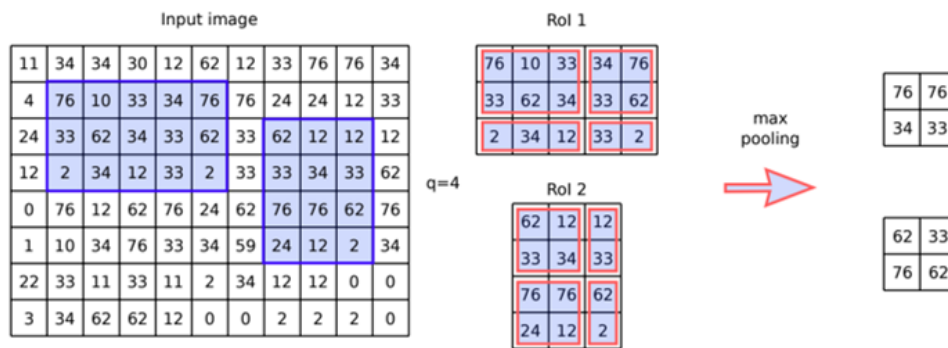 Input image
11 34 34 30 12 62 12 33 76 76 34
4 76 10 33 34 76 76 24 24 12 33
24 33 62 34 33 62 33 62 12 12 12
12 2 34 12 33 2 33 33 34 33 62
0 76 12 62 76 24 62 76 76 62 76
1 10 34 76 33 34 59 24 12 2 34
22 33 11 33 11 2 34 12 12 0 0
3 34 62 62 12 0 0 2 2 2 0
q=4
RoI 1
76 10 33 34 76
33 62 34 33 62
2 34 12 33 2
RoI 2
62 12 12
33 34 33
76 76 62
24 12 2
max
pooling
76 76
34 33
62 33
76 62